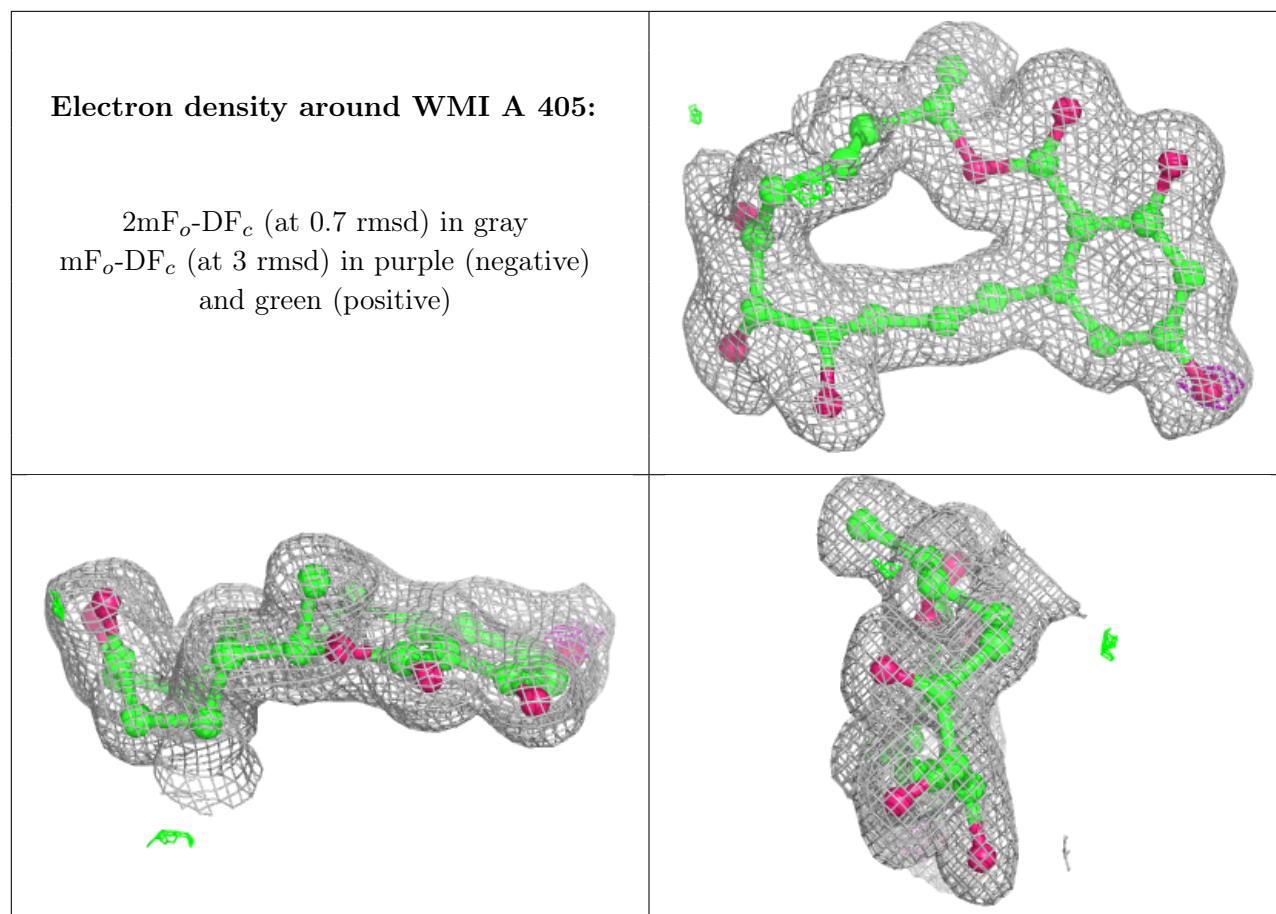 Electron density around WMI A 405:
2mFo-DFc (at 0.7 rmsd) in gray
mFo-DFc (at 3 rmsd) in purple (negative)
and green (positive)